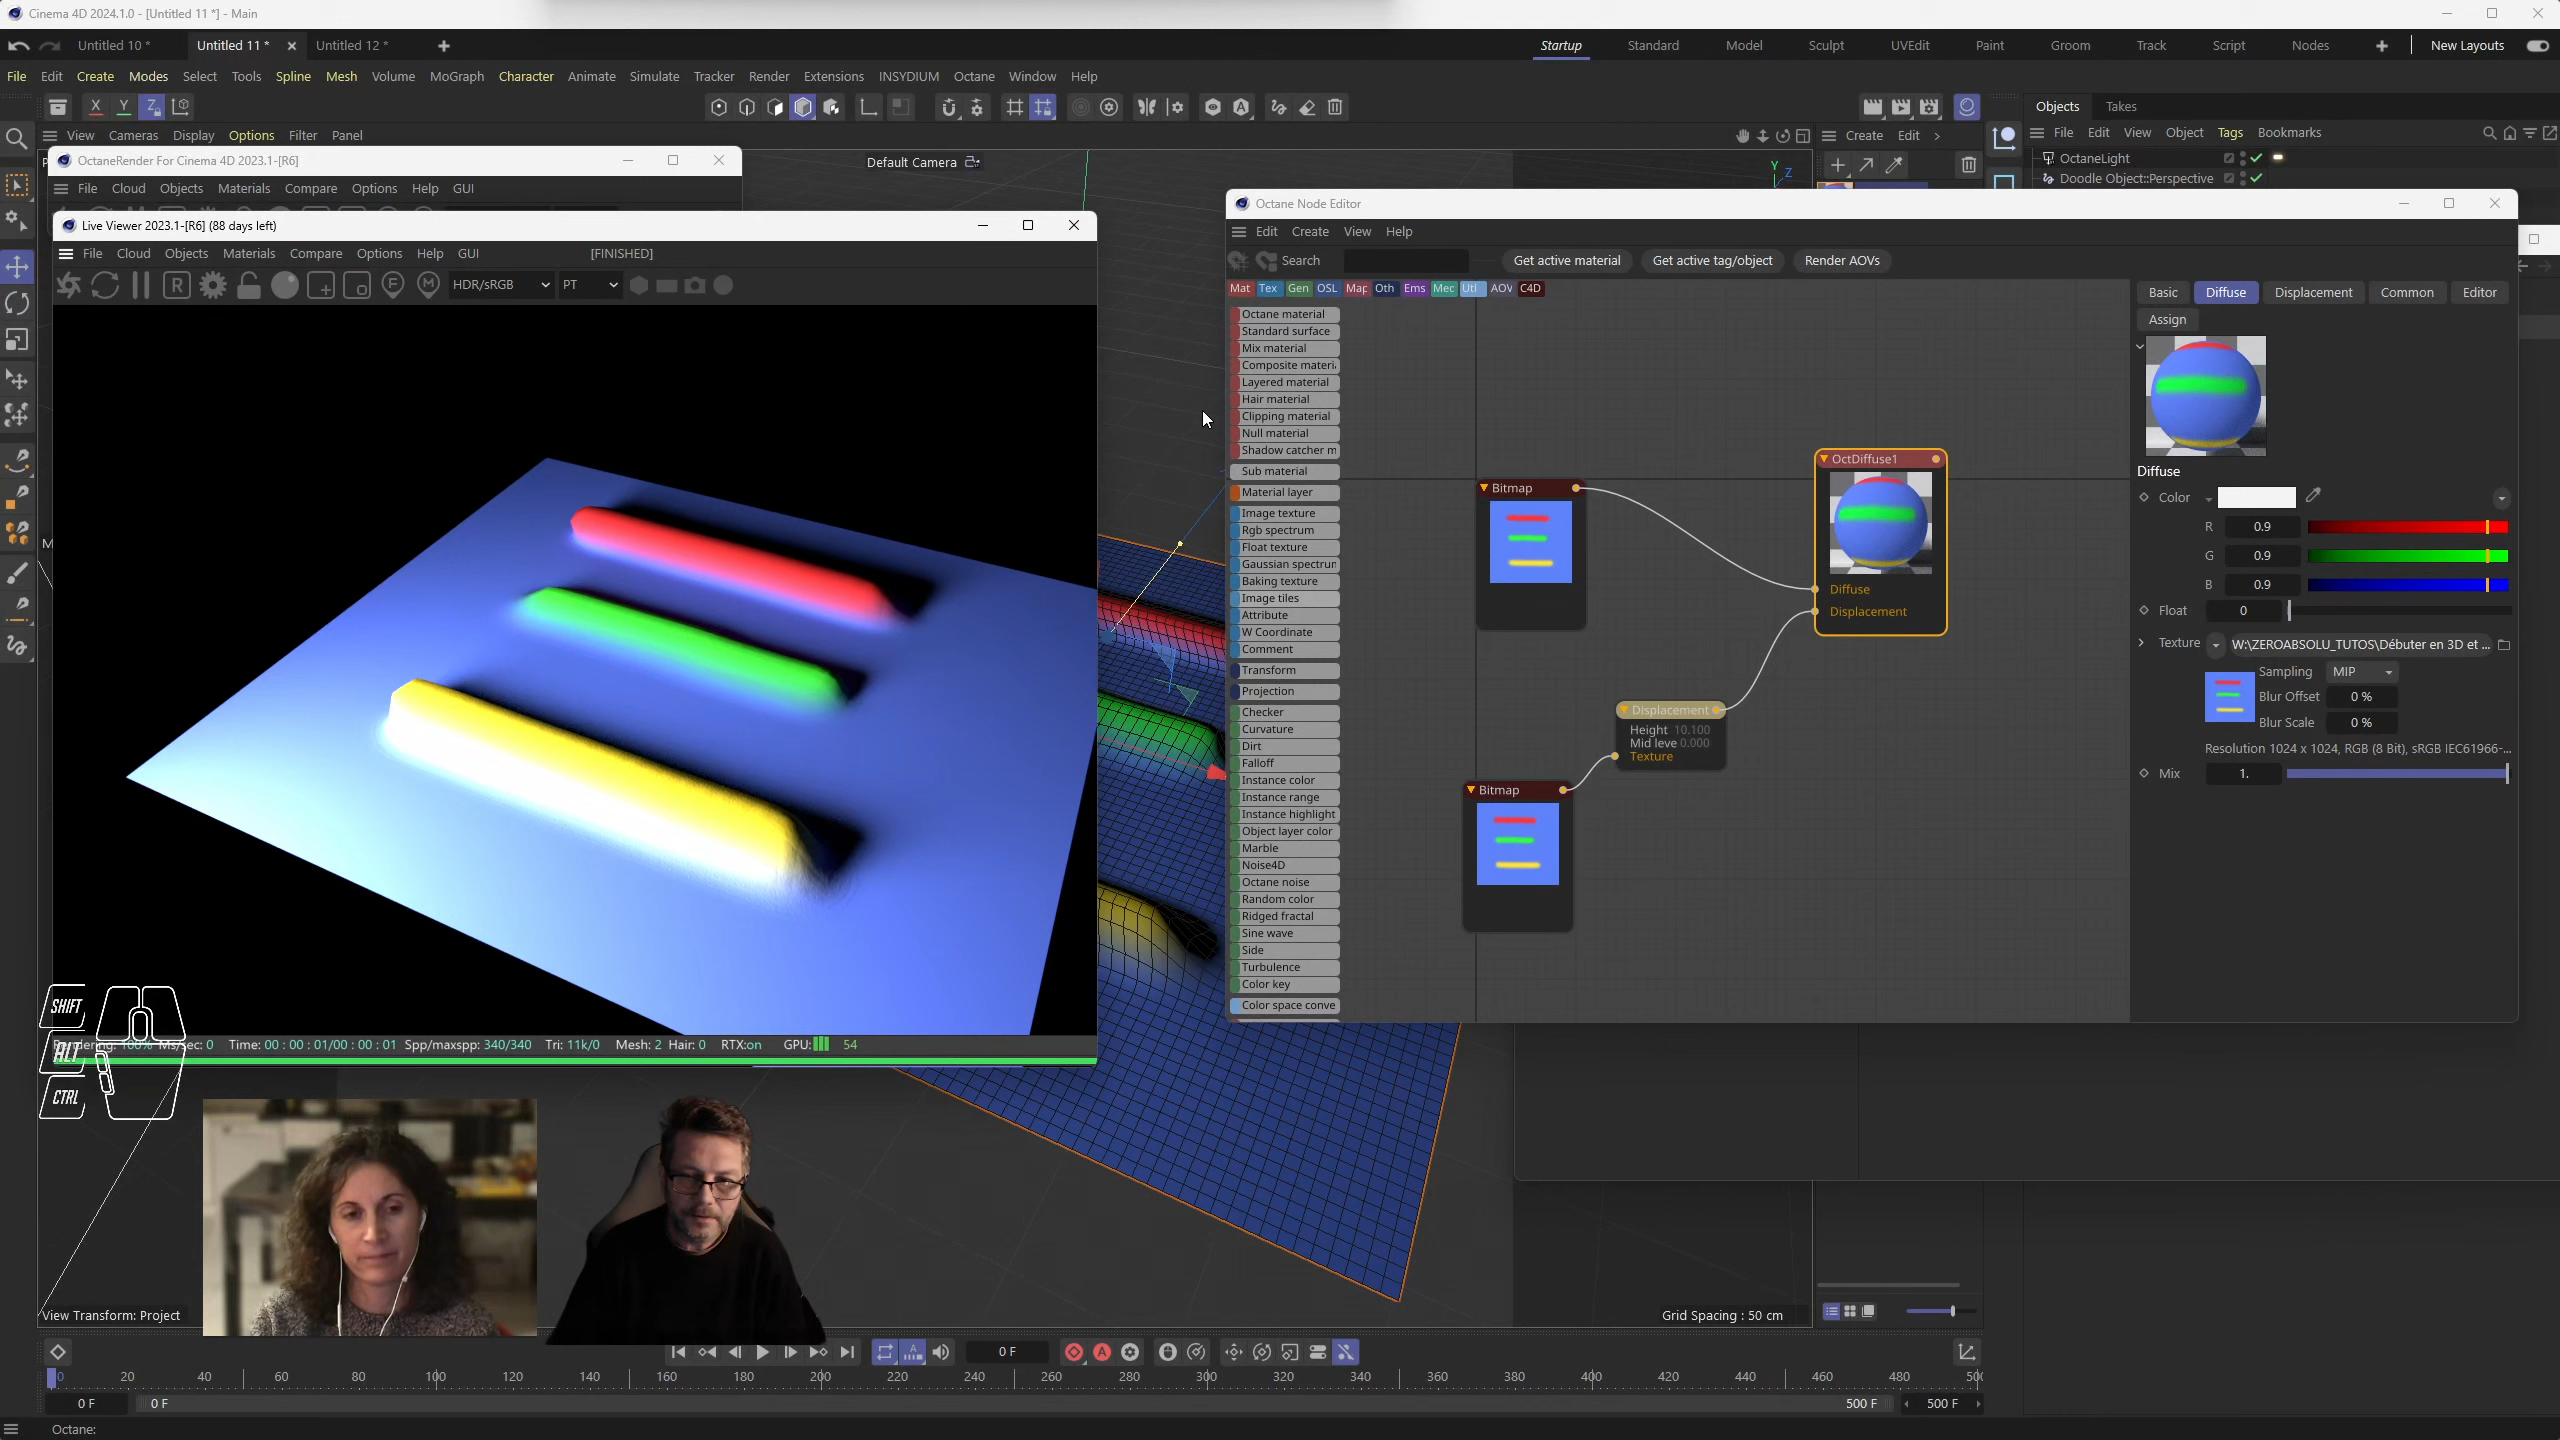 Cinema 4D 2024.1.0 - [Untitled 11 *] - Main
Untitled 10 *
Untitled 11 *
Untitled 12 *
Startup
Standard
Model
Sculpt
UVEdit
Paint
Groom
Track
Script
Nodes
New Layouts
File Edit Create Modes Select Tools Spline Mesh Volume MoGraph Character Animate Simulate Tracker Render Extensions INSYDIUM Octane Window Help
X Y Z
Objects Takes
View Cameras Display Options Filter Panel
Create Edit
File Edit View Object Tags Bookmarks
OctaneRender For Cinema 4D 2023.1-[R6]
Default Camera
Y
Z
OctaneLight
Doodle Object::Perspective
File Cloud Objects Materials Compare Options Help GUI
Live Viewer 2023.1-[R6] (88 days left)
File Cloud Objects Materials Compare Options Help GUI [FINISHED]
R F M HDR/sRGB PT
Octane Node Editor
Edit Create View Help
Search
Get active material
Get active tag/object
Render AOVs
Mat Tex Gen OSL Map Oth Ems Mec Utl AOV C4D
Octane material
Standard surface
Mix material
Composite materi
Layered material
Hair material
Clipping material
Null material
Shadow catcher m
Sub material
Material layer
Image texture
Rgb spectrum
Float texture
Gaussian spectrum
Baking texture
Image tiles
Attribute
W Coordinate
Comment
Transform
Projection
Checker
Curvature
Dirt
Falloff
Instance color
Instance range
Instance highlight
Object layer color
Marble
Noise4D
Octane noise
Random color
Ridged fractal
Sine wave
Side
Turbulence
Color key
Color space conve
Bitmap
OctDiffuse1
Diffuse
Displacement
Displacement
Height 10.100
Mid leve 0.000
Texture
Bitmap
Basic Diffuse Displacement Common Editor
Assign
Diffuse
Color
R 0.9
G 0.9
B 0.9
Float 0
Texture W:\ZEROABSOLU_TUTOS\Débuter en 3D et ...
Sampling MIP
Blur Offset 0 %
Blur Scale 0 %
Resolution 1024 x 1024, RGB (8 Bit), sRGB IEC61966-...
Mix 1.
SHIFT
ALT
CTRL
Rendering: 100% Ms/sec: 0 Time: 00 : 00 : 01/00 : 00 : 01 Spp/maxspp: 340/340 Tri: 11k/0 Mesh: 2 Hair: 0 RTX:on GPU: 54
View Transform: Project
Grid Spacing : 50 cm
0 F
0 20 40 60 80 100 120 140 160 180 200 220 240 260 280 300 320 340 360 380 400 420 440 460 480 50
0 F 0 F 500 F 500 F
Octane: